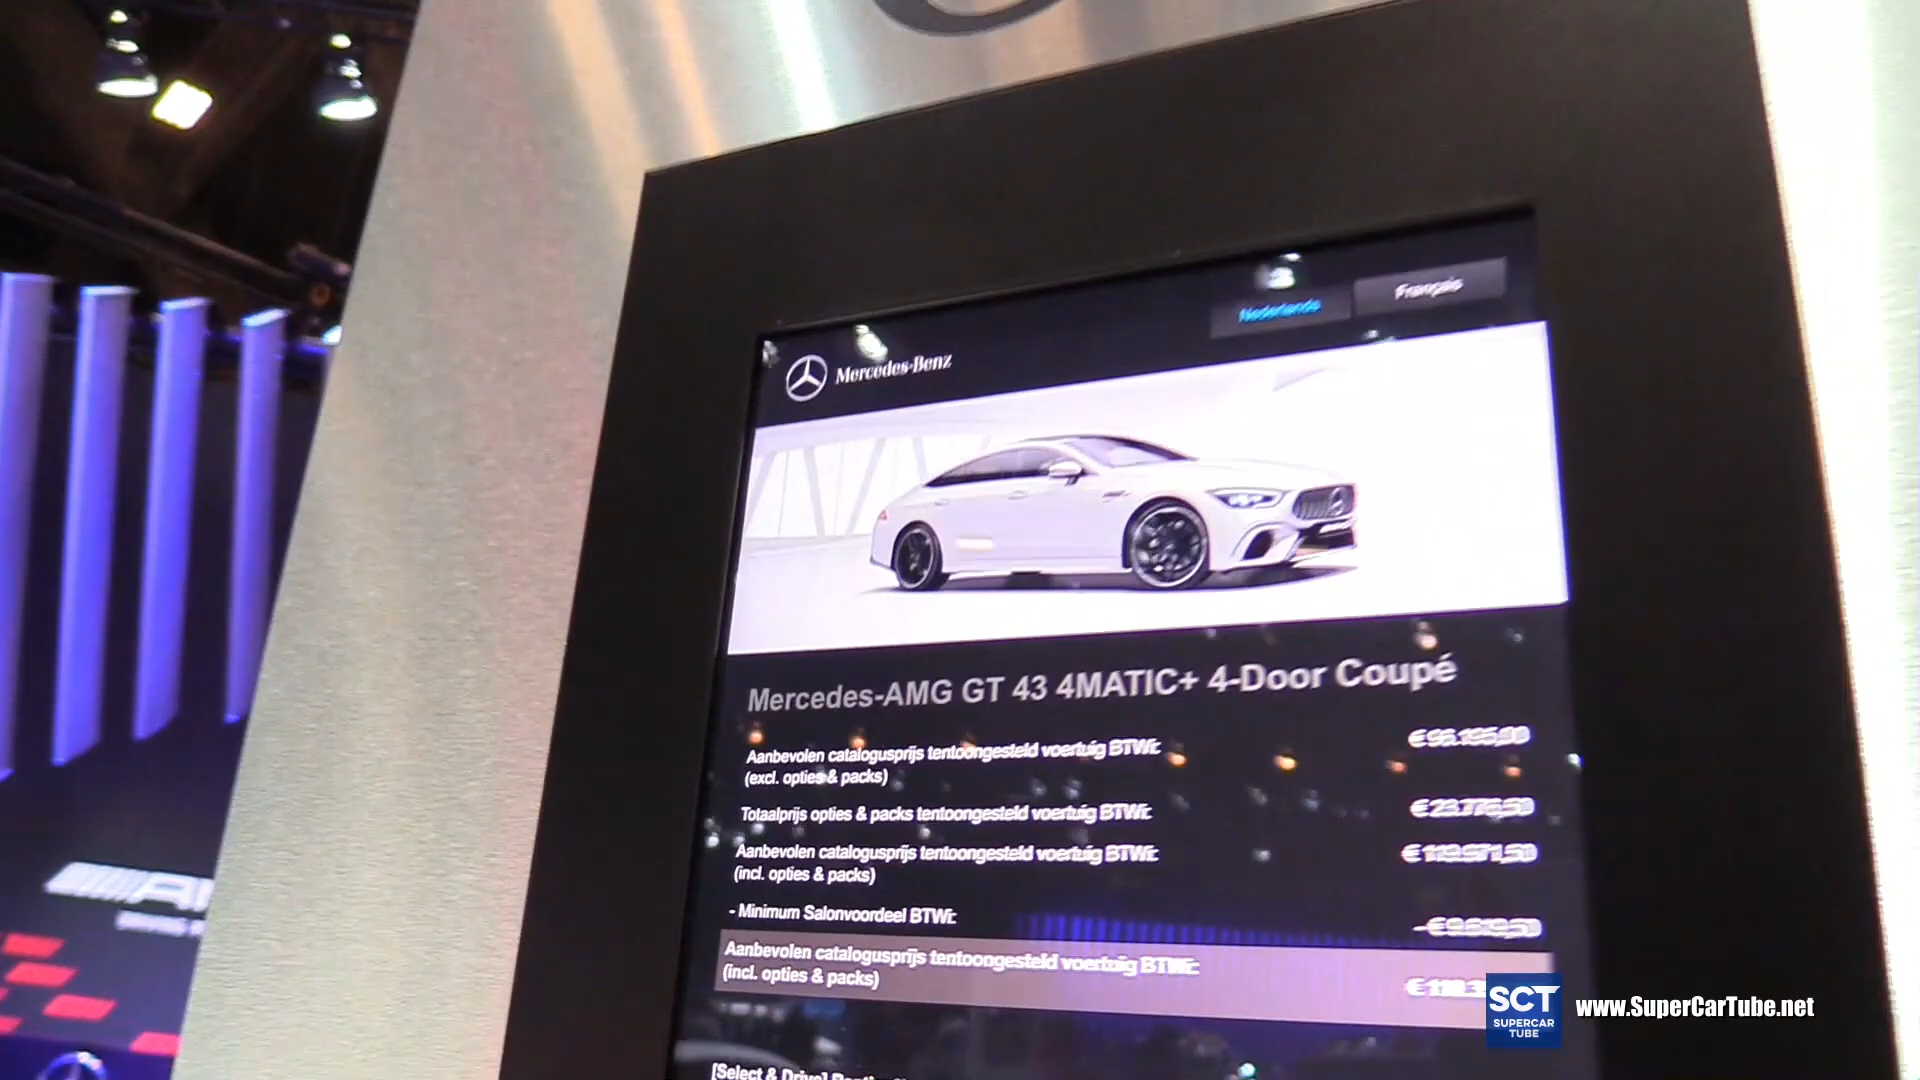 Nederlands
Français
Mercedes-Benz
Mercedes-AMG GT 43 4MATIC+ 4-Door Coupé
Aanbevolen catalogusprijs tentoongesteld voertuig BTWi:
(excl. opties & packs)
Totaalprijs opties & packs tentoongesteld voertuig BTWi:
Aanbevolen catalogusprijs tentoongesteld voertuig BTWi:
(incl. opties & packs)
- Minimum Salonvoordeel BTWi:
Aanbevolen catalogusprijs tentoongesteld voertuig BTWi:
(incl. opties & packs)
[Select & Drive]
SCT
SUPERCAR
TUBE
www.SuperCarTube.net